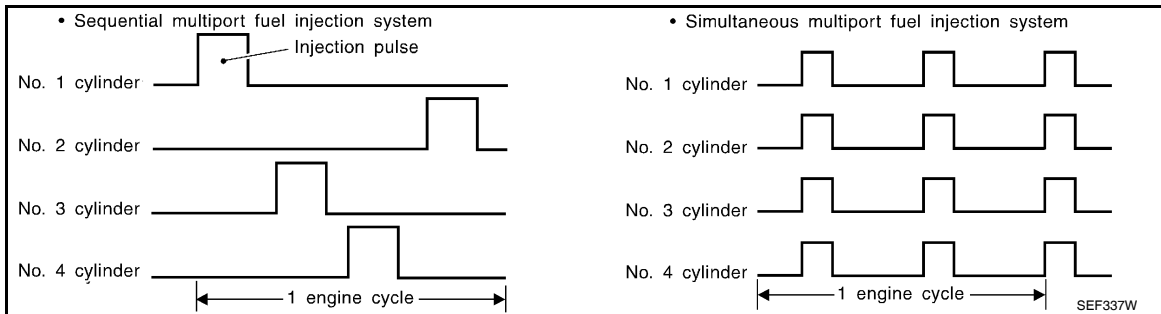 • Sequential multiport fuel injection system
Injection pulse
No. 1 cylinder
No. 2 cylinder
No. 3 cylinder
No. 4 cylinder
1 engine cycle
• Simultaneous multiport fuel injection system
No. 1 cylinder
No. 2 cylinder
No. 3 cylinder
No. 4 cylinder
1 engine cycle
SEF337W